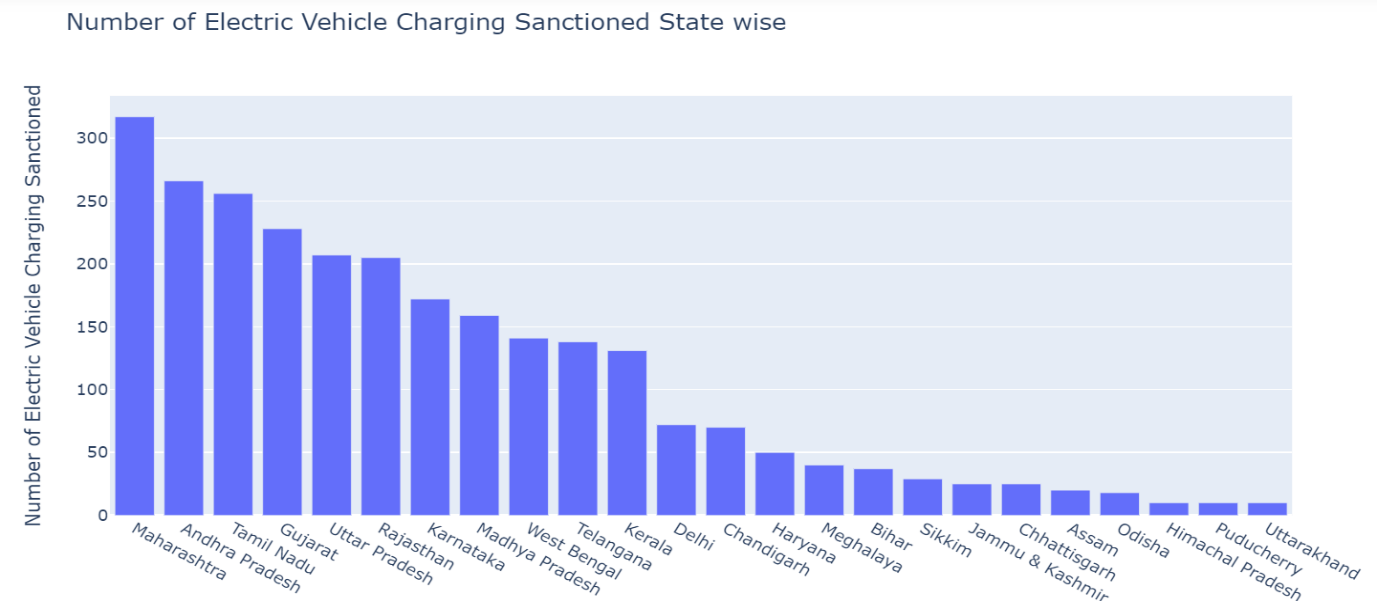 Number of Electric Vehicle Charging Sanctioned State wise
Number of Electric Vehicle Charging Sanctioned
300
250
200
150
100
50
0
Maharashtra
Andhra Pradesh
Tamil Nadu
Gujarat
Uttar Pradesh
Rajasthan
Karnataka
Madhya Pradesh
West Bengal
Telangana
Kerala
Delhi
Chandigarh
Haryana
Meghalaya
Bihar
Sikkim
Jammu & Kashmir
Chhattisgarh
Assam
Odisha
Himachal Pradesh
Puducherry
Uttarakhand